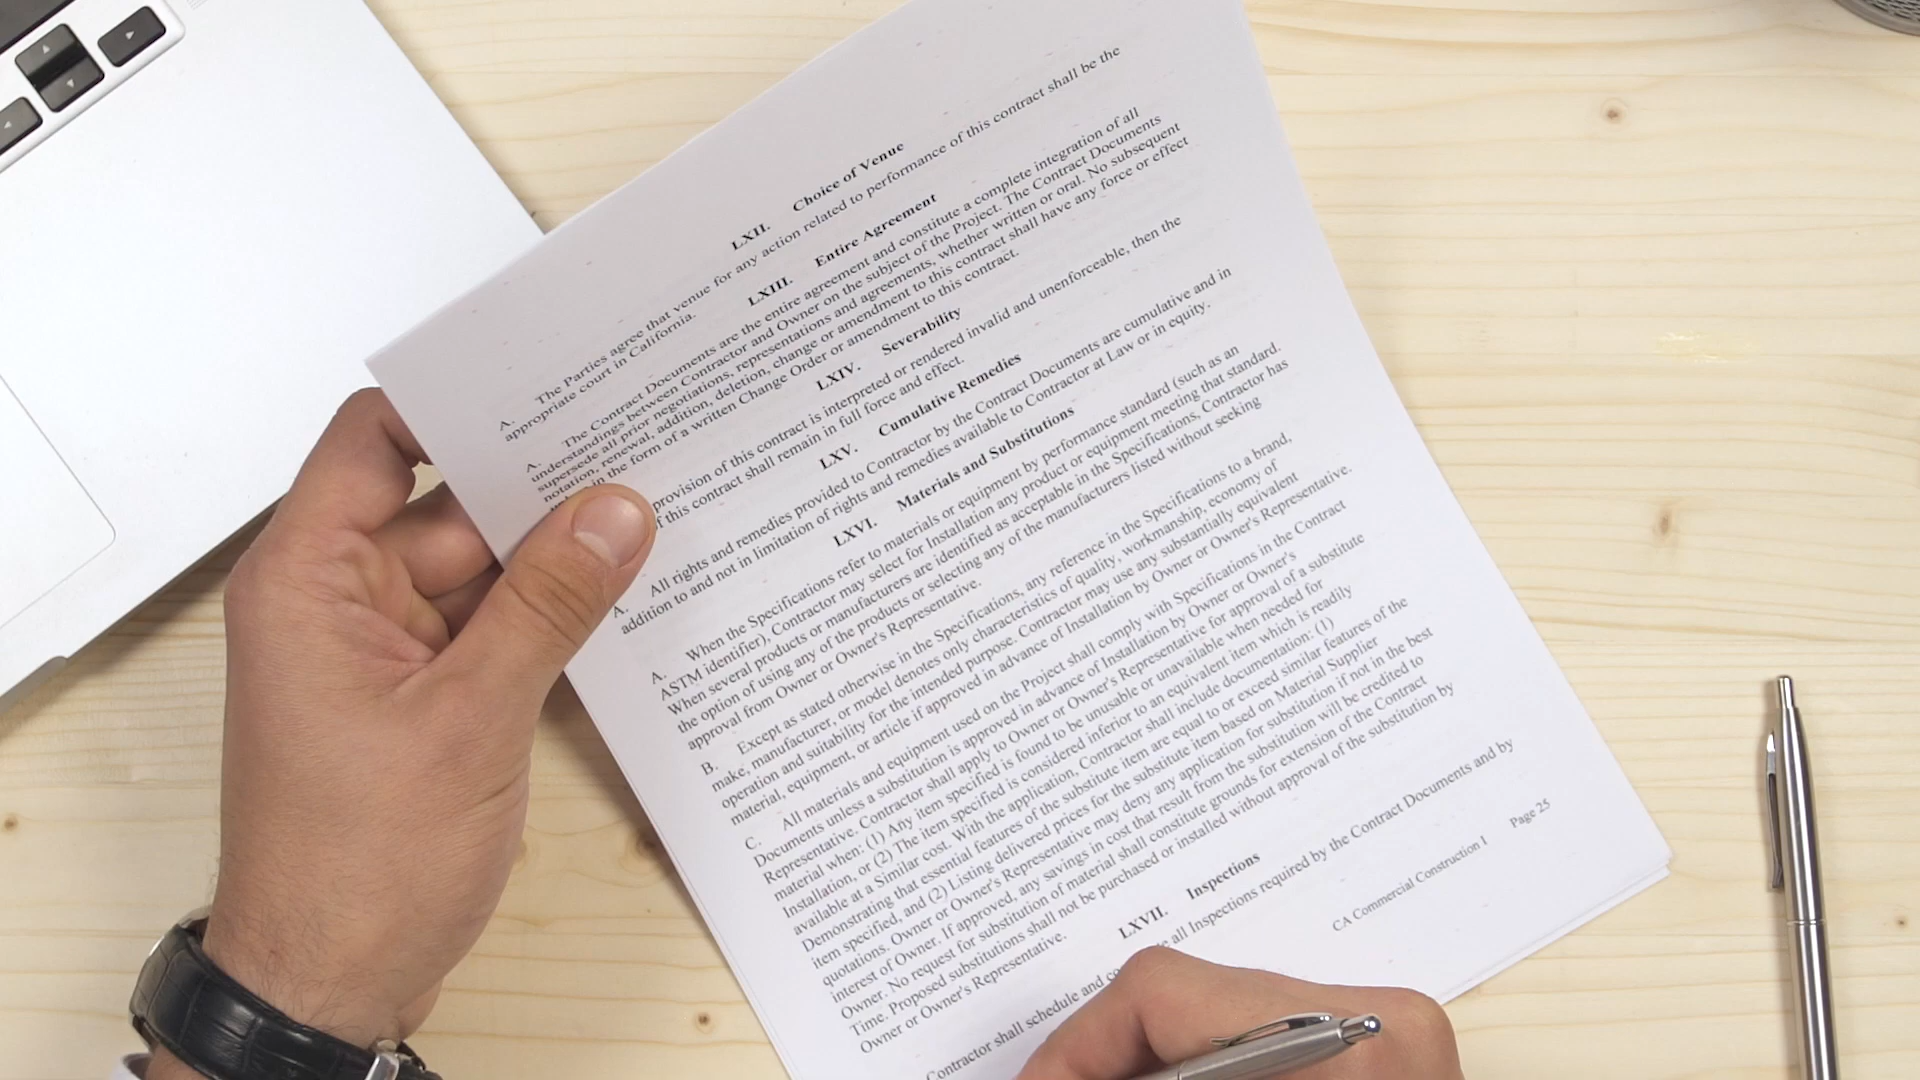 LXII. Choice of Venue
A. The Parties agree that venue for any action related to performance of this contract shall be the
appropriate court in California.
LXIII. Entire Agreement
A. The Contract Documents are the entire agreement and constitute a complete integration of all
understandings between Contractor and Owner on the subject of the Project. The Contract Documents
supersede all prior negotiations, representations and agreements, whether written or oral. No subsequent
notation, renewal, addition, deletion, change or amendment to this contract shall have any force or effect
in the form of a written Change Order or amendment to this contract.
LXIV. Severability
provision of this contract is interpreted or rendered invalid and unenforceable, then the
of this contract shall remain in full force and effect.
LXV. Cumulative Remedies
A. All rights and remedies provided to Contractor by the Contract Documents are cumulative and in
addition to and not in limitation of rights and remedies available to Contractor at Law or in equity.
LXVI. Materials and Substitutions
A. When the Specifications refer to materials or equipment by performance standard (such as an
ASTM identifier), Contractor may select for Installation any product or equipment meeting that standard.
When several products or manufacturers are identified as acceptable in the Specifications, Contractor has
the option of using any of the products or selecting any of the manufacturers listed without seeking
approval from Owner or Owner's Representative.
B. Except as stated otherwise in the Specifications, any reference in the Specifications to a brand,
make, manufacturer, or model denotes only characteristics of quality, workmanship, economy of
operation and suitability for the intended purpose. Contractor may use any substantially equivalent
material, equipment, or article if approved in advance of Installation by Owner or Owner's Representative.
C. All materials and equipment used on the Project shall comply with Specifications in the Contract
Documents unless a substitution is approved in advance of Installation by Owner or Owner's
Representative. Contractor shall apply to Owner or Owner's Representative for approval of a substitute
material when: (1) Any item specified is found to be unusable or unavailable when needed for
Installation, or (2) The item specified is considered inferior to an equivalent item which is readily
available at a Similar cost. With the application, Contractor shall include documentation: (1)
Demonstrating that essential features of the substitute item are equal to or exceed similar features of the
item specified, and (2) Listing delivered prices for the substitute item based on Material Supplier
quotations. Owner or Owner's Representative may deny any application for substitution if not in the best
interest of Owner. If approved, any savings in cost that result from the substitution will be credited to
Owner. No request for substitution of material shall constitute grounds for extension of the Contract
Time. Proposed substitutions shall not be purchased or installed without approval of the substitution by
Owner or Owner's Representative.
LXVII. Inspections
Contractor shall schedule and all Inspections required by the Contract Documents and by
CA Commercial Construction 1 Page 25